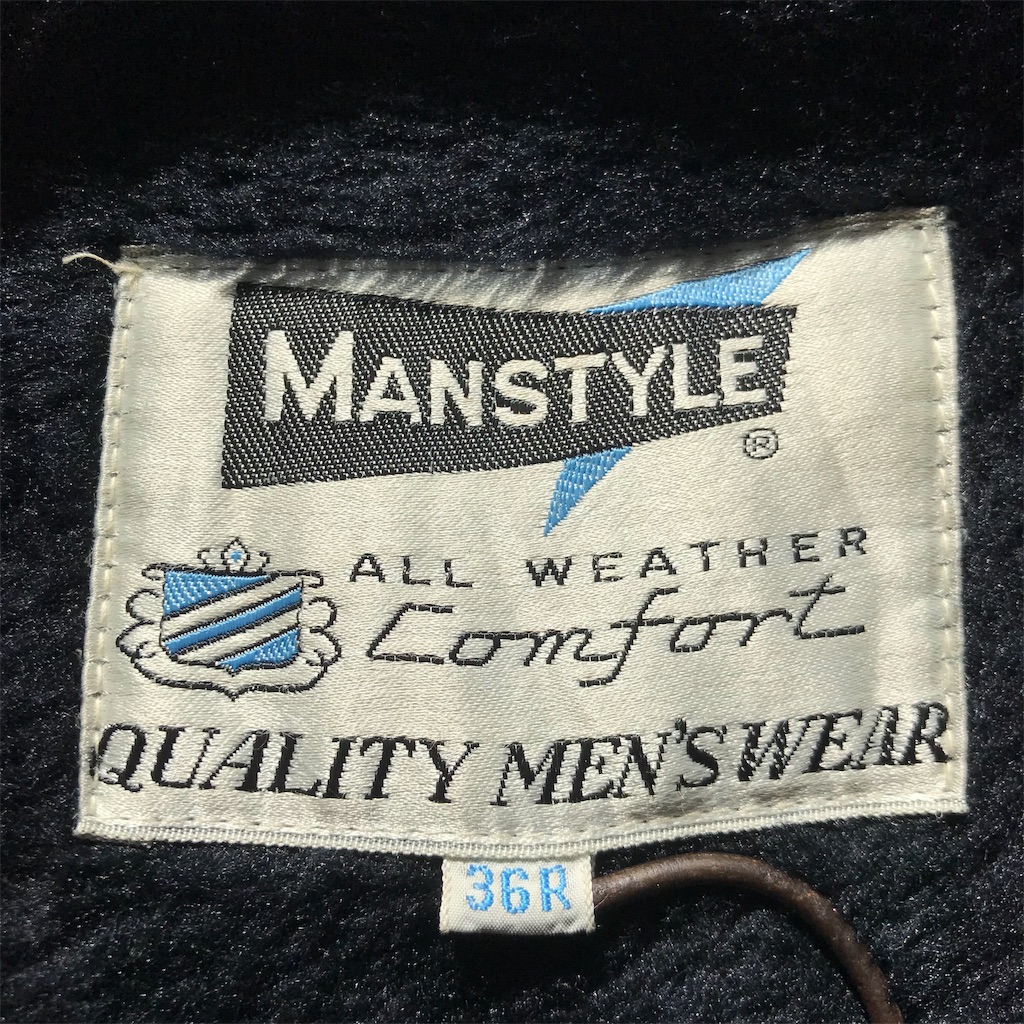 MANSTYLE
®
ALL WEATHER
Comfort
QUALITY MEN'S WEAR
36R